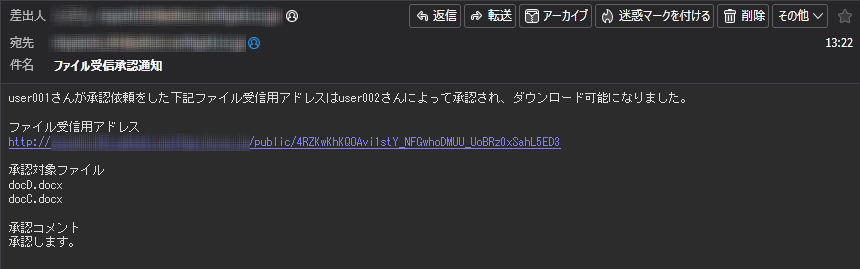 差出人 返信 転送 アーカイブ 迷惑マークを付ける 削除 その他
宛先 13:22
件名 ファイル受信承認通知
user001さんが承認依頼をした下記ファイル受信用アドレスはuser002さんによって承認され、ダウンロード可能になりました。
ファイル受信用アドレス
http:// /public/4RZKwKhKQOAvi1stY_NFGwhoDMUU_UoBRz0xSahL5ED3
承認対象ファイル
docD.docx
docC.docx
承認コメント
承認します。